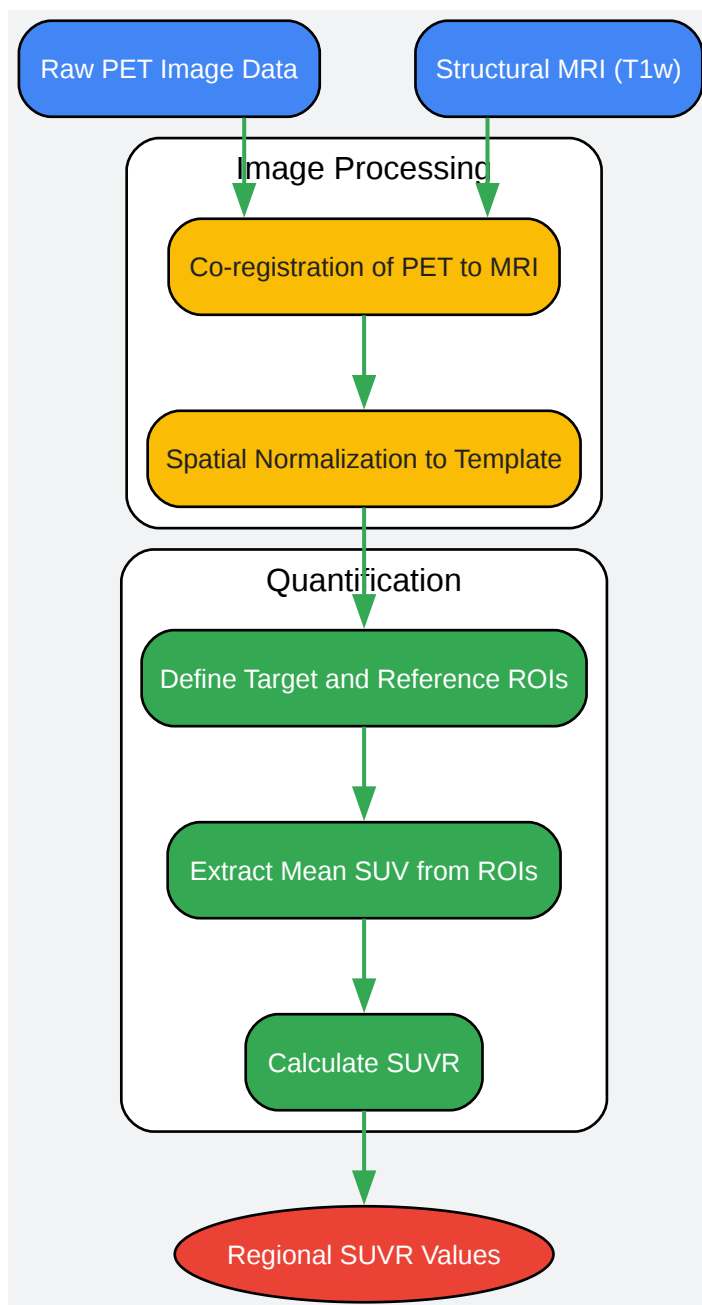 Raw PET Image Data
Structural MRI (T1w)
Image Processing
Co-registration of PET to MRI
Spatial Normalization to Template
Quantification
Define Target and Reference ROIs
Extract Mean SUV from ROIs
Calculate SUVR
Regional SUVR Values